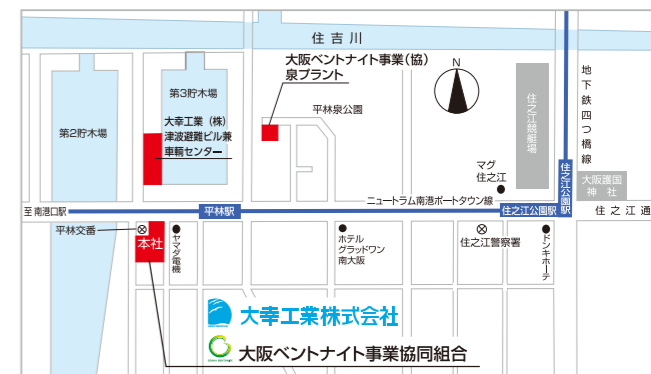 住吉川
大阪ベントナイト事業(協)
泉プラント
N
第3貯木場
大幸工業(株)
津波避難ビル兼
車輌センター
第2貯木場
平林泉公園
住之江競艇場
地下鉄四つ橋線
マグ
住之江
大阪護国
神社
住之江公園駅
ニュートラム南港ポートタウン線
至 南港口駅
平林駅
住之江公園駅
住之江通
平林交番
本社
ヤマダ電機
ホテル
グラッドワン
南大阪
住之江警察署
ドンキホーテ
大幸工業株式会社
大阪ベントナイト事業協同組合